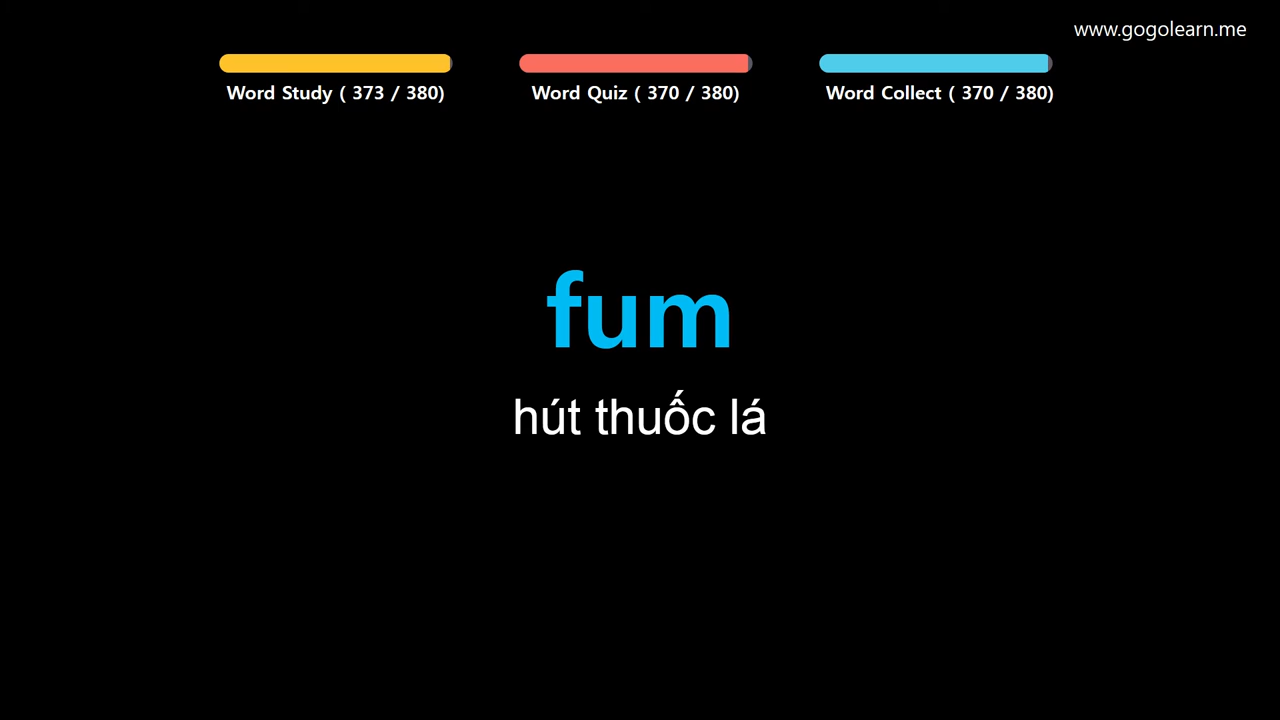 www.gogolearn.me
Word Study ( 373 / 380)
Word Quiz ( 370 / 380)
Word Collect ( 370 / 380)
fum
hút thuốc lá